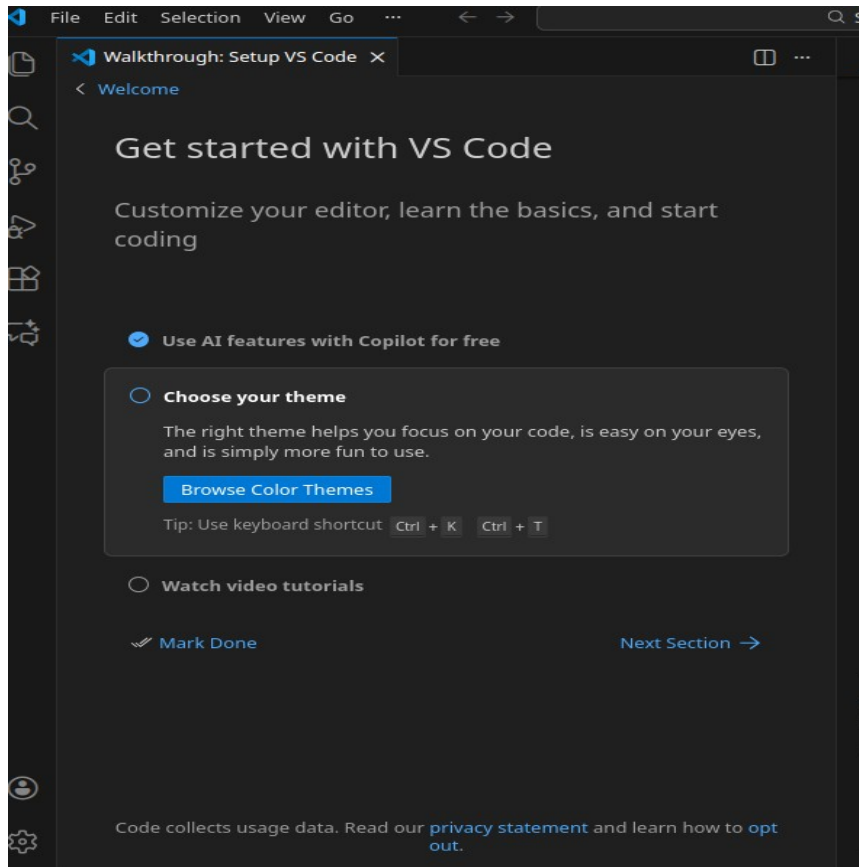 File Edit Selection View Go ...
Walkthrough: Setup VS Code
Welcome
Get started with VS Code
Customize your editor, learn the basics, and start
coding
Use AI features with Copilot for free
Choose your theme
The right theme helps you focus on your code, is easy on your eyes,
and is simply more fun to use.
Browse Color Themes
Tip: Use keyboard shortcut Ctrl + K Ctrl + T
Watch video tutorials
Mark Done Next Section →
Code collects usage data. Read our privacy statement and learn how to opt
out.